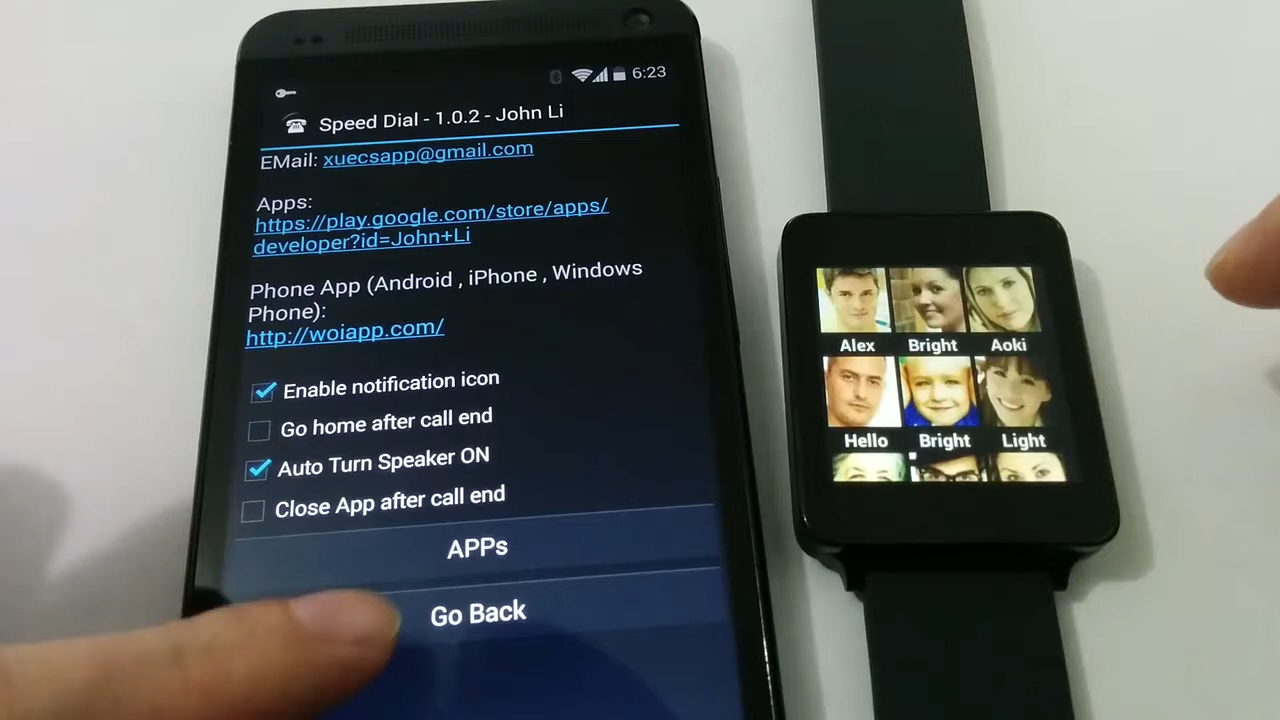 6:23
Speed Dial - 1.0.2 - John Li
EMail: xuecsapp@gmail.com
Apps:
https://play.google.com/store/apps/
developer?id=John+Li
Phone App (Android , iPhone , Windows
Phone):
http://woiapp.com/
Enable notification icon
Go home after call end
Auto Turn Speaker ON
Close App after call end
APPs
Go Back
Alex Bright Aoki
Hello Bright Light